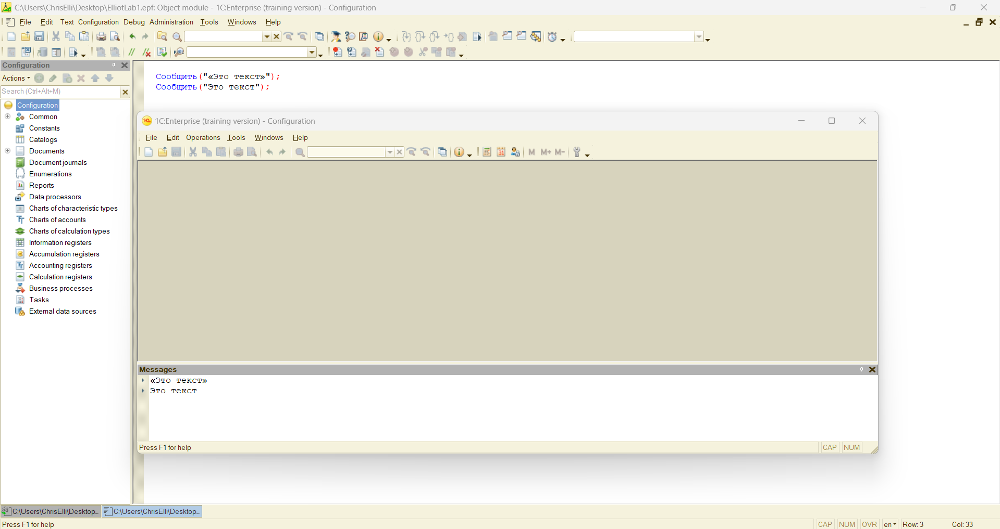 C:\Users\ChrisElli\Desktop\ElliotLab1.epf: Object module - 1C:Enterprise (training version) - Configuration
File Edit Text Configuration Debug Administration Tools Windows Help
Configuration
Actions
Search (Ctrl+Alt+M)
Configuration
Common
Constants
Catalogs
Documents
Document journals
Enumerations
Reports
Data processors
Charts of characteristic types
Charts of accounts
Charts of calculation types
Information registers
Accumulation registers
Accounting registers
Calculation registers
Business processes
Tasks
External data sources
Сообщить("«Это текст»");
Сообщить("Это текст");
1C:Enterprise (training version) - Configuration
File Edit Operations Tools Windows Help
M M+ M-
Messages
«Это текст»
Это текст
Press F1 for help CAP NUM
C:\Users\ChrisElli\Desktop... C:\Users\ChrisElli\Desktop...
Press F1 for help CAP NUM OVR en Row: 3 Col: 33